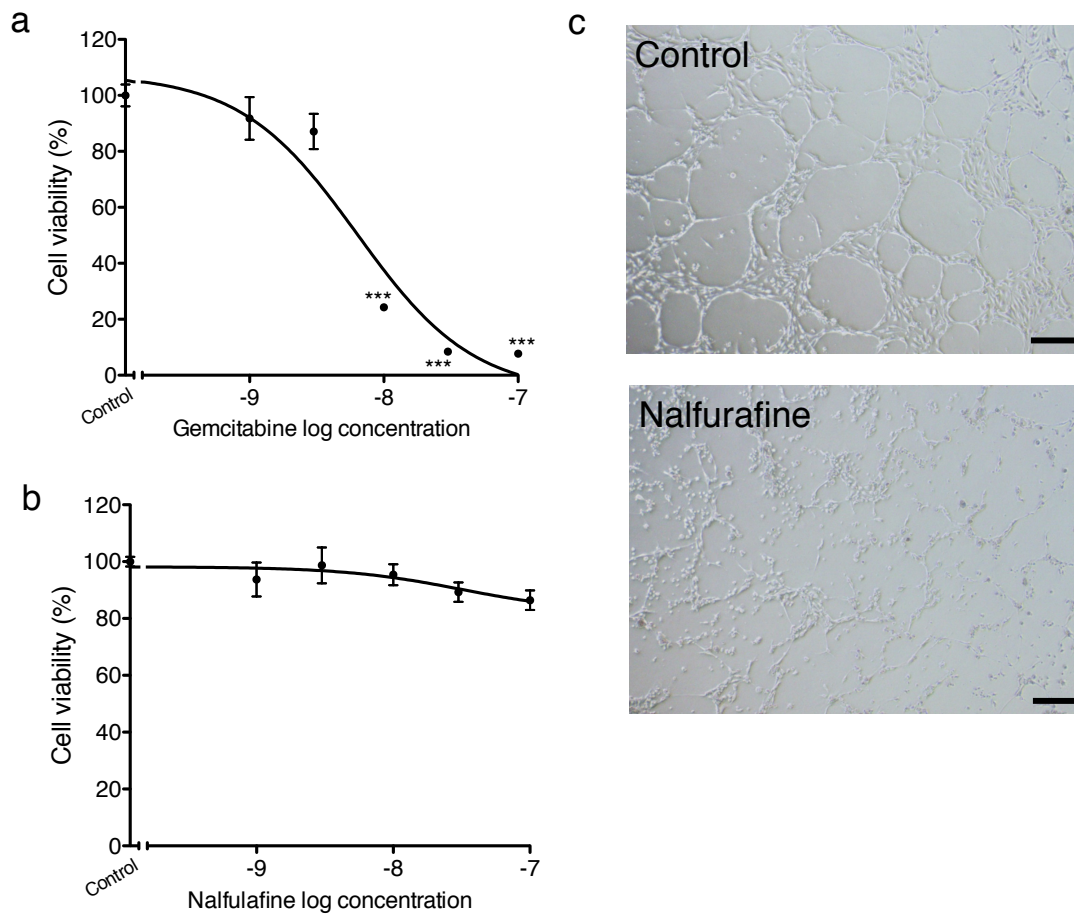 a
120
100
80
60
40
20
0
Cell viability (%)
***
***
***
Control
-9
-8
-7
Gemcitabine log concentration
b
120
100
80
60
40
20
0
Cell viability (%)
Control
-9
-8
-7
Nalfulafine log concentration
c
Control
Nalfurafine